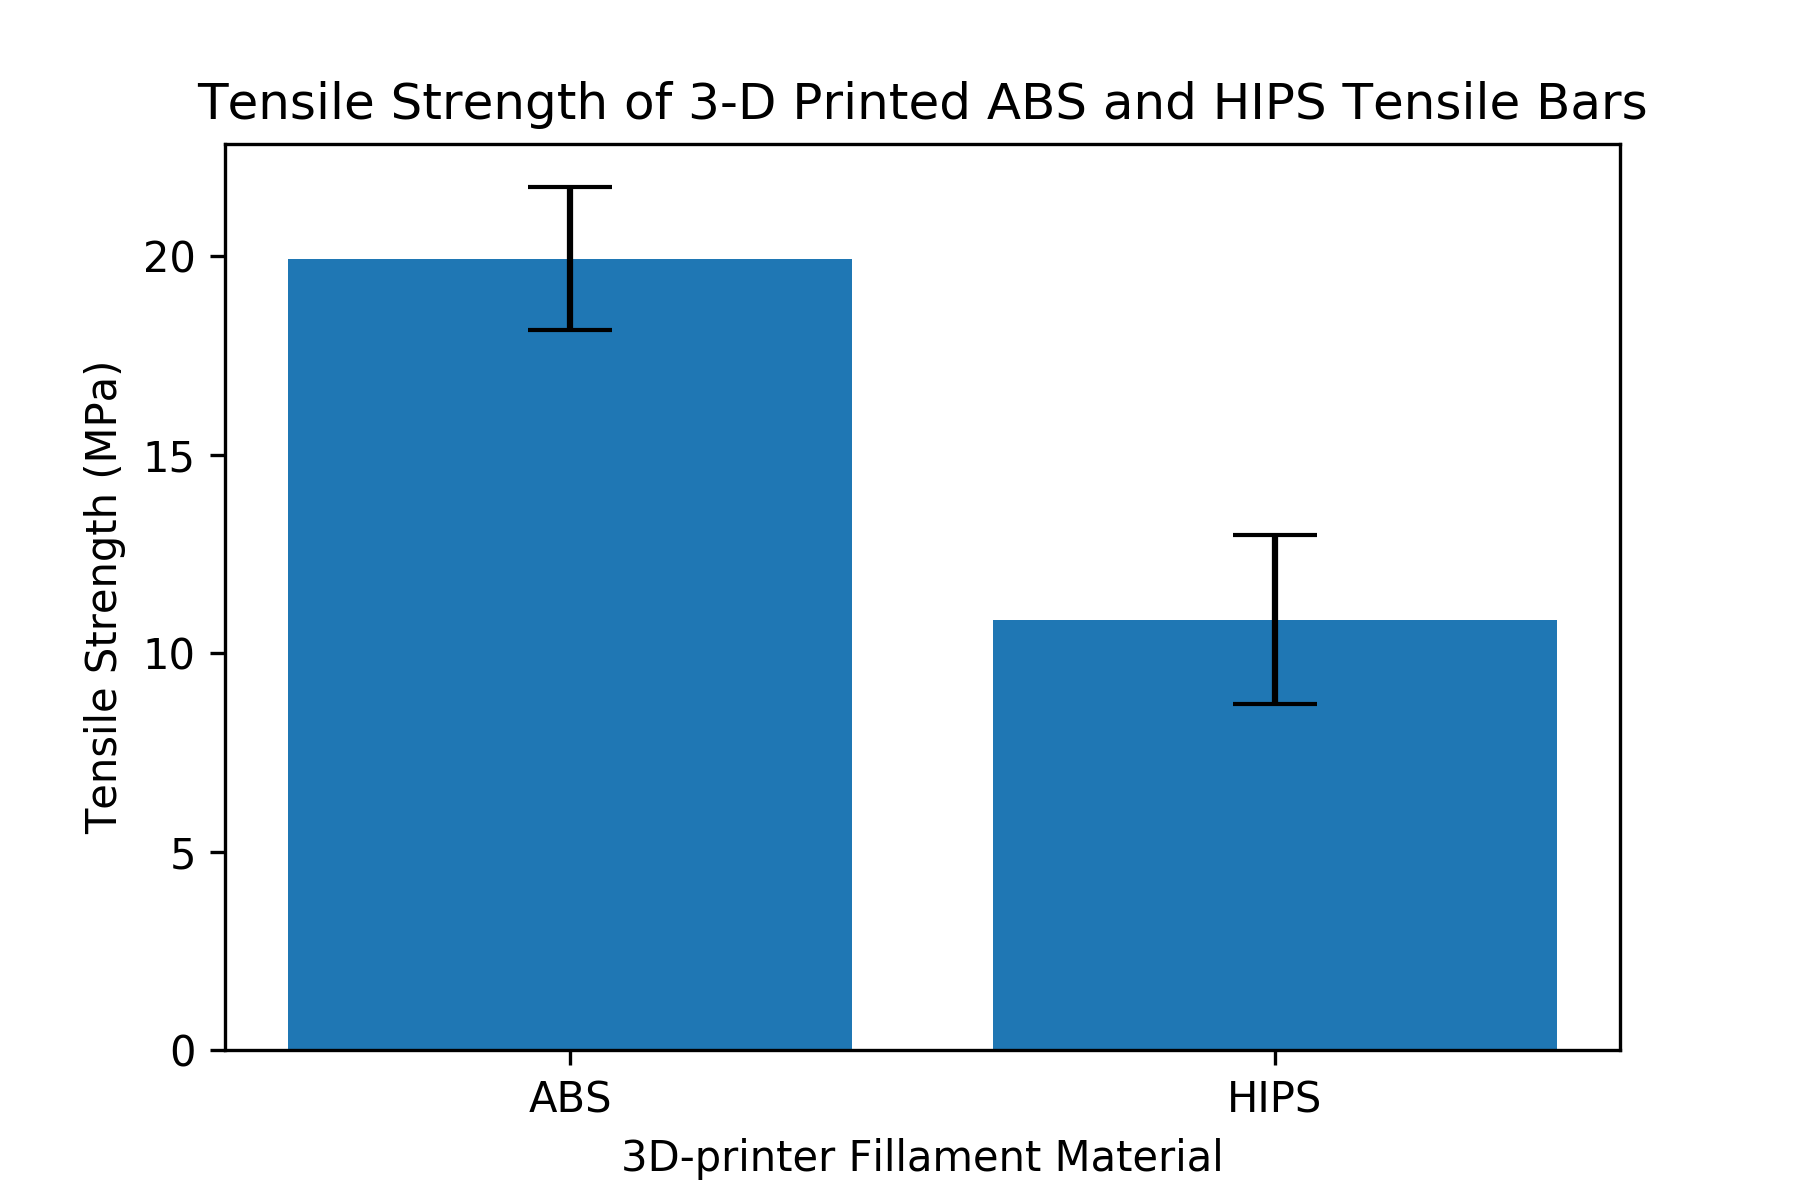 Tensile Strength of 3-D Printed ABS and HIPS Tensile Bars
Tensile Strength (MPa)
20
15
10
5
0
ABS
HIPS
3D-printer Fillament Material